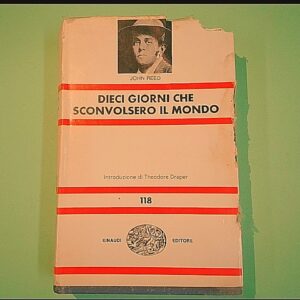 JOHN REED
DIECI GIORNI CHE
SCONVOLSERO IL MONDO
Introduzione di Theodore Draper
118
EINAUDI EDITORE